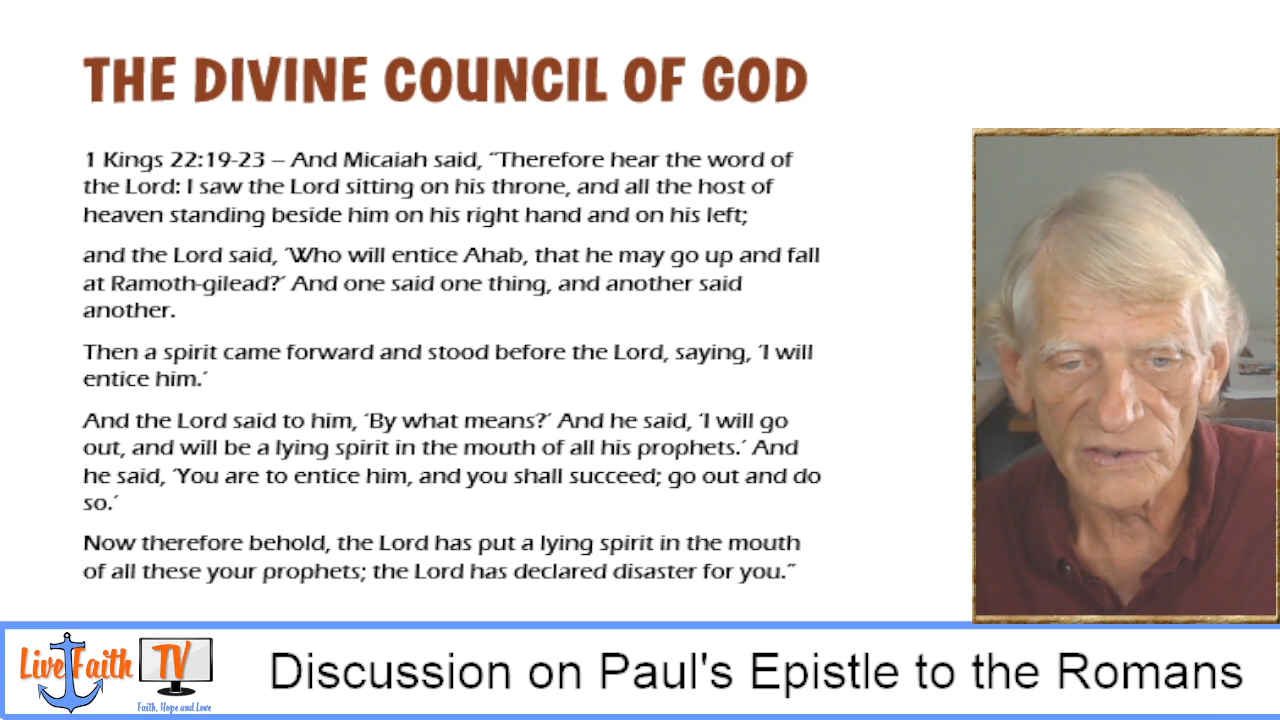 THE DIVINE COUNCIL OF GOD
1 Kings 22:19-23 – And Micaiah said, “Therefore hear the word of
the Lord: I saw the Lord sitting on his throne, and all the host of
heaven standing beside him on his right hand and on his left;
and the Lord said, ‘Who will entice Ahab, that he may go up and fall
at Ramoth-gilead?’ And one said one thing, and another said
another.
Then a spirit came forward and stood before the Lord, saying, ‘I will
entice him.’
And the Lord said to him, ‘By what means?’ And he said, ‘I will go
out, and will be a lying spirit in the mouth of all his prophets.’ And
he said, ‘You are to entice him, and you shall succeed; go out and do
so.’
Now therefore behold, the Lord has put a lying spirit in the mouth
of all these your prophets; the Lord has declared disaster for you.”
Live Faith TV
Faith, Hope and Love
Discussion on Paul's Epistle to the Romans